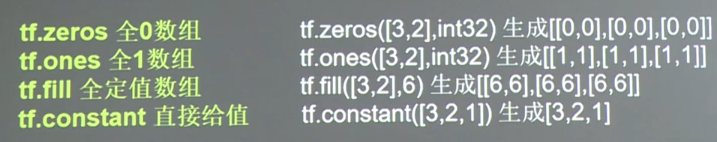 tf.zeros 全0数组 tf.zeros([3,2],int32) 生成[[0,0],[0,0],[0,0]]
tf.ones 全1数组 tf.ones([3,2],int32) 生成[[1,1],[1,1],[1,1]]
tf.fill 全定值数组 tf.fill([3,2],6) 生成[[6,6],[6,6],[6,6]]
tf.constant 直接给值 tf.constant([3,2,1]) 生成[3,2,1]